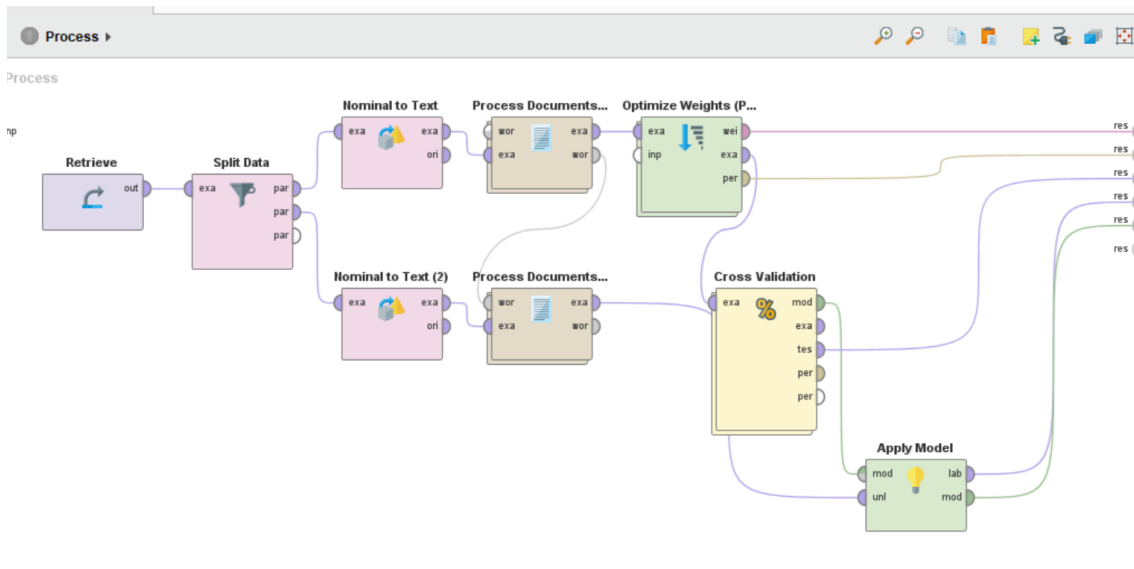 Process
Process
np
Nominal to Text
Process Documents...
Optimize Weights (P...
exa
exa
ori
wor
exa
exa
wor
exa
wei
inp
exa
per
res
res
res
res
res
res
Retrieve
out
Split Data
exa
par
par
par
Nominal to Text (2)
exa
exa
ori
Process Documents...
wor
exa
exa
wor
Cross Validation
exa
mod
exa
tes
per
per
Apply Model
mod
lab
unl
mod